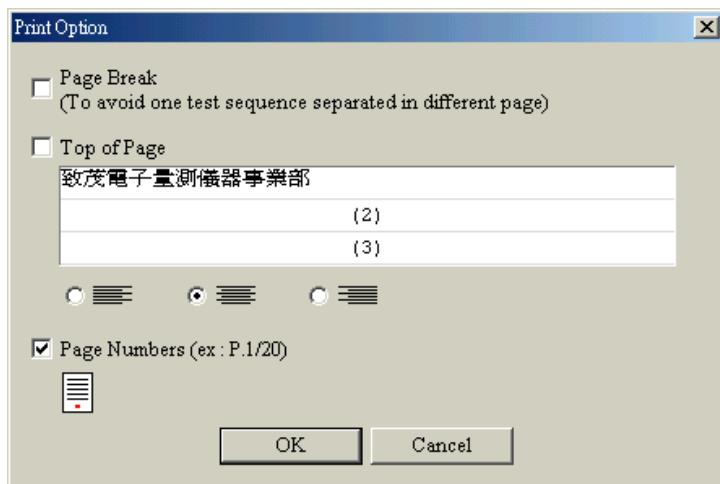 Print Option
Page Break
(To avoid one test sequence separated in different page)
Top of Page
致茂電子量測儀器事業部
(2)
(3)
Page Numbers (ex : P.1/20)
OK
Cancel